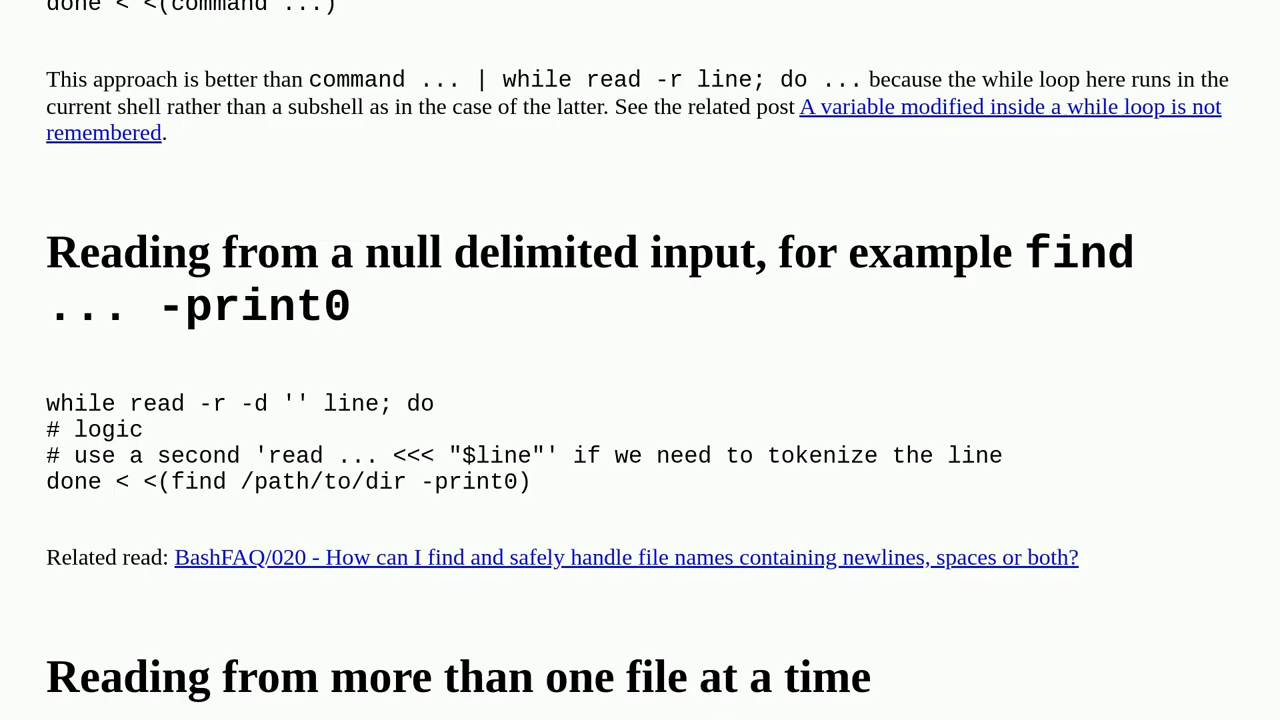 done < <(command ...)
This approach is better than command ... | while read -r line; do ... because the while loop here runs in the
current shell rather than a subshell as in the case of the latter. See the related post A variable modified inside a while loop is not
remembered.
Reading from a null delimited input, for example find
... -print0
while read -r -d '' line; do
# logic
# use a second 'read ... <<< "$line"' if we need to tokenize the line
done < <(find /path/to/dir -print0)
Related read: BashFAQ/020 - How can I find and safely handle file names containing newlines, spaces or both?
Reading from more than one file at a time